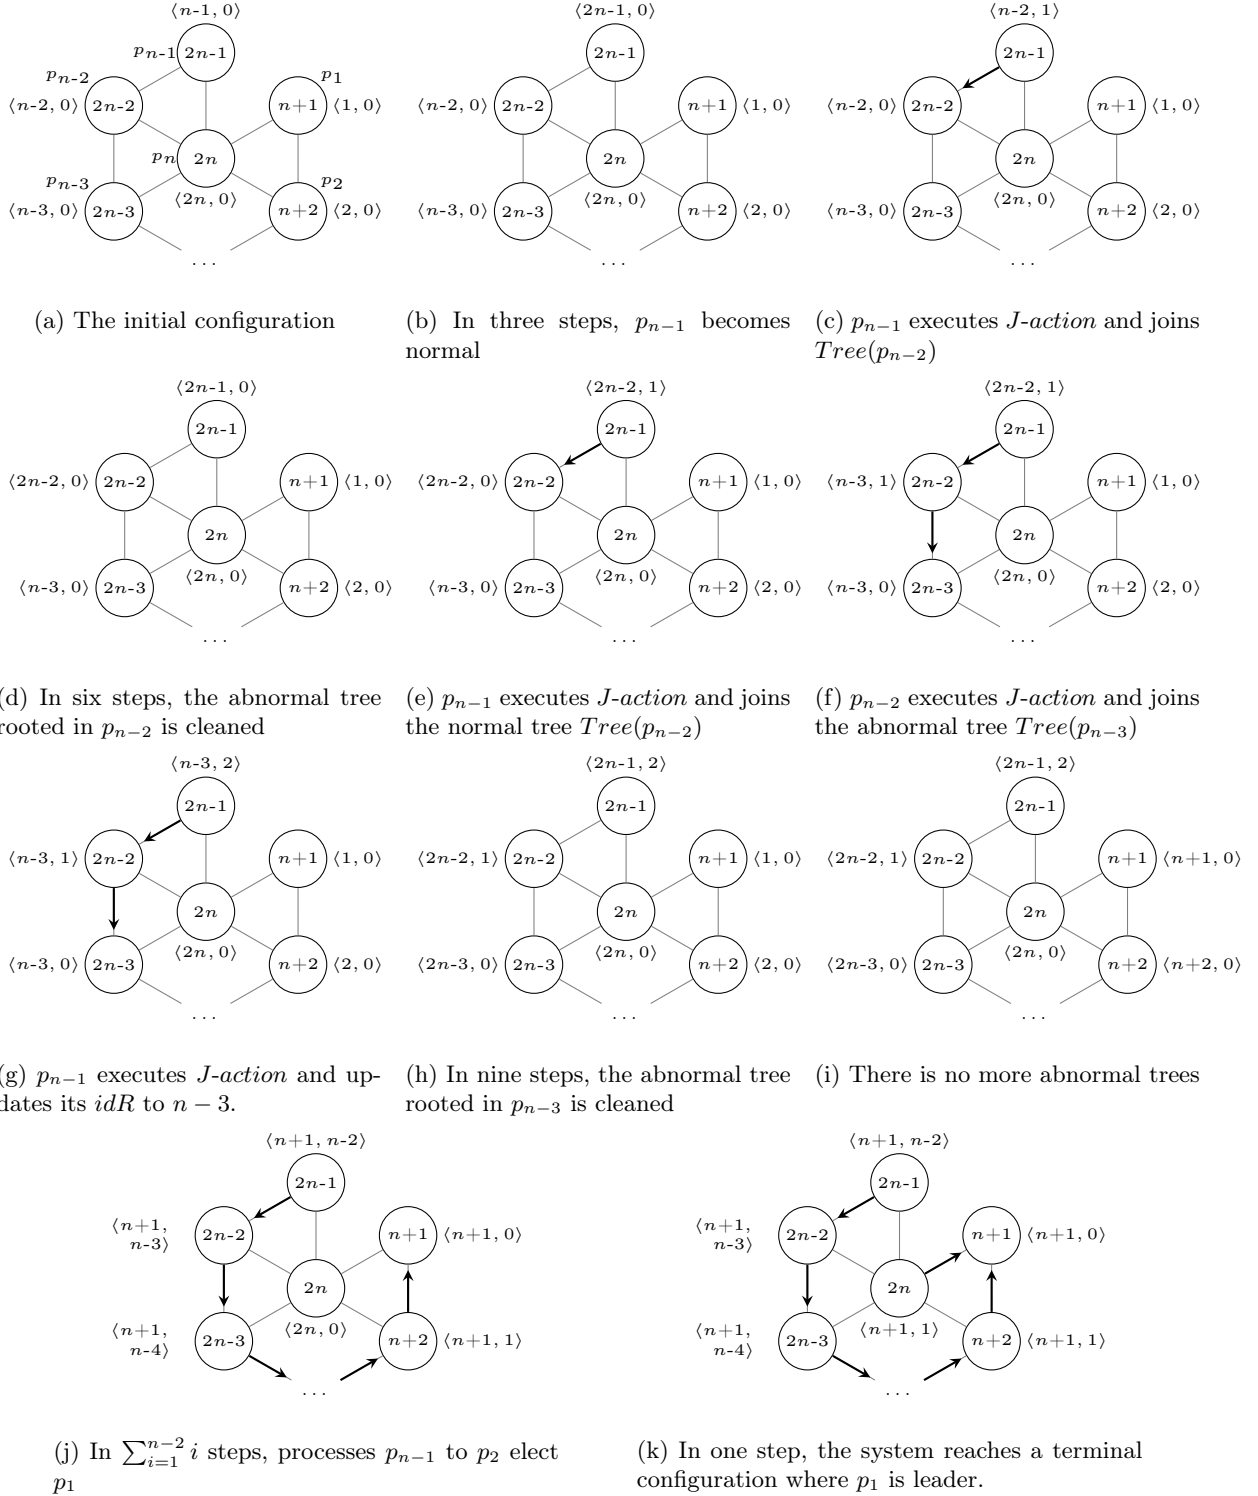 ⟨n-1, 0⟩
p_{n-1} 2n-1
p_{n-2} p_1
⟨n-2, 0⟩ 2n-2 n+1 ⟨1, 0⟩
p_n 2n
p_{n-3} ⟨2n, 0⟩ p_2
⟨n-3, 0⟩ 2n-3 n+2 ⟨2, 0⟩
...
(a) The initial configuration
⟨2n-1, 0⟩
2n-1
⟨n-2, 0⟩ 2n-2 n+1 ⟨1, 0⟩
2n
⟨2n, 0⟩
⟨n-3, 0⟩ 2n-3 n+2 ⟨2, 0⟩
...
(b) In three steps, p_{n-1} becomes
normal
⟨n-2, 1⟩
2n-1
⟨n-2, 0⟩ 2n-2 n+1 ⟨1, 0⟩
2n
⟨2n, 0⟩
⟨n-3, 0⟩ 2n-3 n+2 ⟨2, 0⟩
...
(c) p_{n-1} executes J-action and joins
Tree(p_{n-2})
⟨2n-1, 0⟩
2n-1
⟨2n-2, 0⟩ 2n-2 n+1 ⟨1, 0⟩
2n
⟨2n, 0⟩
⟨n-3, 0⟩ 2n-3 n+2 ⟨2, 0⟩
...
(d) In six steps, the abnormal tree
rooted in p_{n-2} is cleaned
⟨2n-2, 1⟩
2n-1
⟨2n-2, 0⟩ 2n-2 n+1 ⟨1, 0⟩
2n
⟨2n, 0⟩
⟨n-3, 0⟩ 2n-3 n+2 ⟨2, 0⟩
...
(e) p_{n-1} executes J-action and joins
the normal tree Tree(p_{n-2})
⟨2n-2, 1⟩
2n-1
⟨n-3, 1⟩ 2n-2 n+1 ⟨1, 0⟩
2n
⟨2n, 0⟩
⟨n-3, 0⟩ 2n-3 n+2 ⟨2, 0⟩
...
(f) p_{n-2} executes J-action and joins
the abnormal tree Tree(p_{n-3})
⟨n-3, 2⟩
2n-1
⟨n-3, 1⟩ 2n-2 n+1 ⟨1, 0⟩
2n
⟨2n, 0⟩
⟨n-3, 0⟩ 2n-3 n+2 ⟨2, 0⟩
...
(g) p_{n-1} executes J-action and up-
dates its idR to n − 3.
⟨2n-1, 2⟩
2n-1
⟨2n-2, 1⟩ 2n-2 n+1 ⟨1, 0⟩
2n
⟨2n, 0⟩
⟨2n-3, 0⟩ 2n-3 n+2 ⟨2, 0⟩
...
(h) In nine steps, the abnormal tree
rooted in p_{n-3} is cleaned
⟨2n-1, 2⟩
2n-1
⟨2n-2, 1⟩ 2n-2 n+1 ⟨n+1, 0⟩
2n
⟨2n, 0⟩
⟨2n-3, 0⟩ 2n-3 n+2 ⟨n+2, 0⟩
...
(i) There is no more abnormal trees
⟨n+1, n-2⟩
2n-1
⟨n+1,
n-3⟩ 2n-2 n+1 ⟨n+1, 0⟩
2n
⟨2n, 0⟩
⟨n+1,
n-4⟩ 2n-3 n+2 ⟨n+1, 1⟩
...
(j) In ∑_{i=1}^{n−2} i steps, processes p_{n-1} to p_2 elect
p_1
⟨n+1, n-2⟩
2n-1
⟨n+1,
n-3⟩ 2n-2 n+1 ⟨n+1, 0⟩
2n
⟨n+1, 1⟩
⟨n+1,
n-4⟩ 2n-3 n+2 ⟨n+1, 1⟩
...
(k) In one step, the system reaches a terminal
configuration where p_1 is leader.